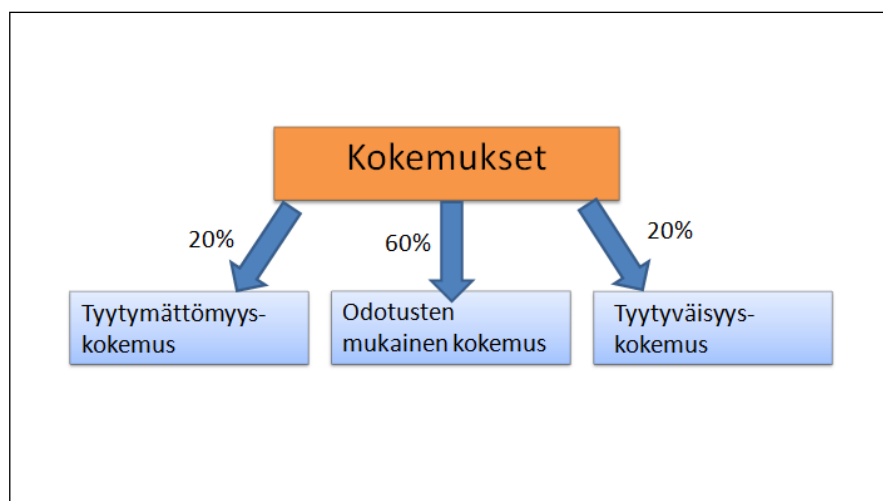 Kokemukset
20%
60%
20%
Tyytymättömyys-
kokemus
Odotusten
mukainen kokemus
Tyytyväisyys-
kokemus